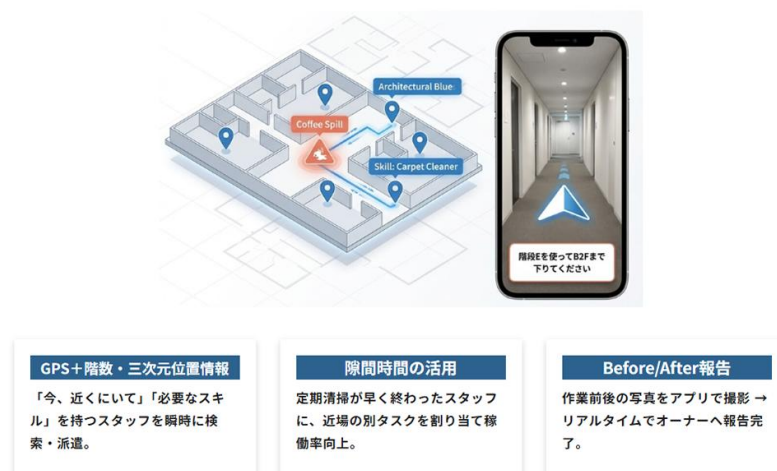 Architectural Blue
Coffee Spill
Skill: Carpet Cleaner
階段Eを使ってB2Fまで
下りてください
GPS＋階数・三次元位置情報
「今、近くにいて」「必要なスキ
ル」を持つスタッフを瞬時に検
索・派遣。
隙間時間の活用
定期清掃が早く終わったスタッフ
に、近場の別タスクを割り当て稼
働率向上。
Before/After報告
作業前後の写真をアプリで撮影 →
リアルタイムでオーナーへ報告完
了。